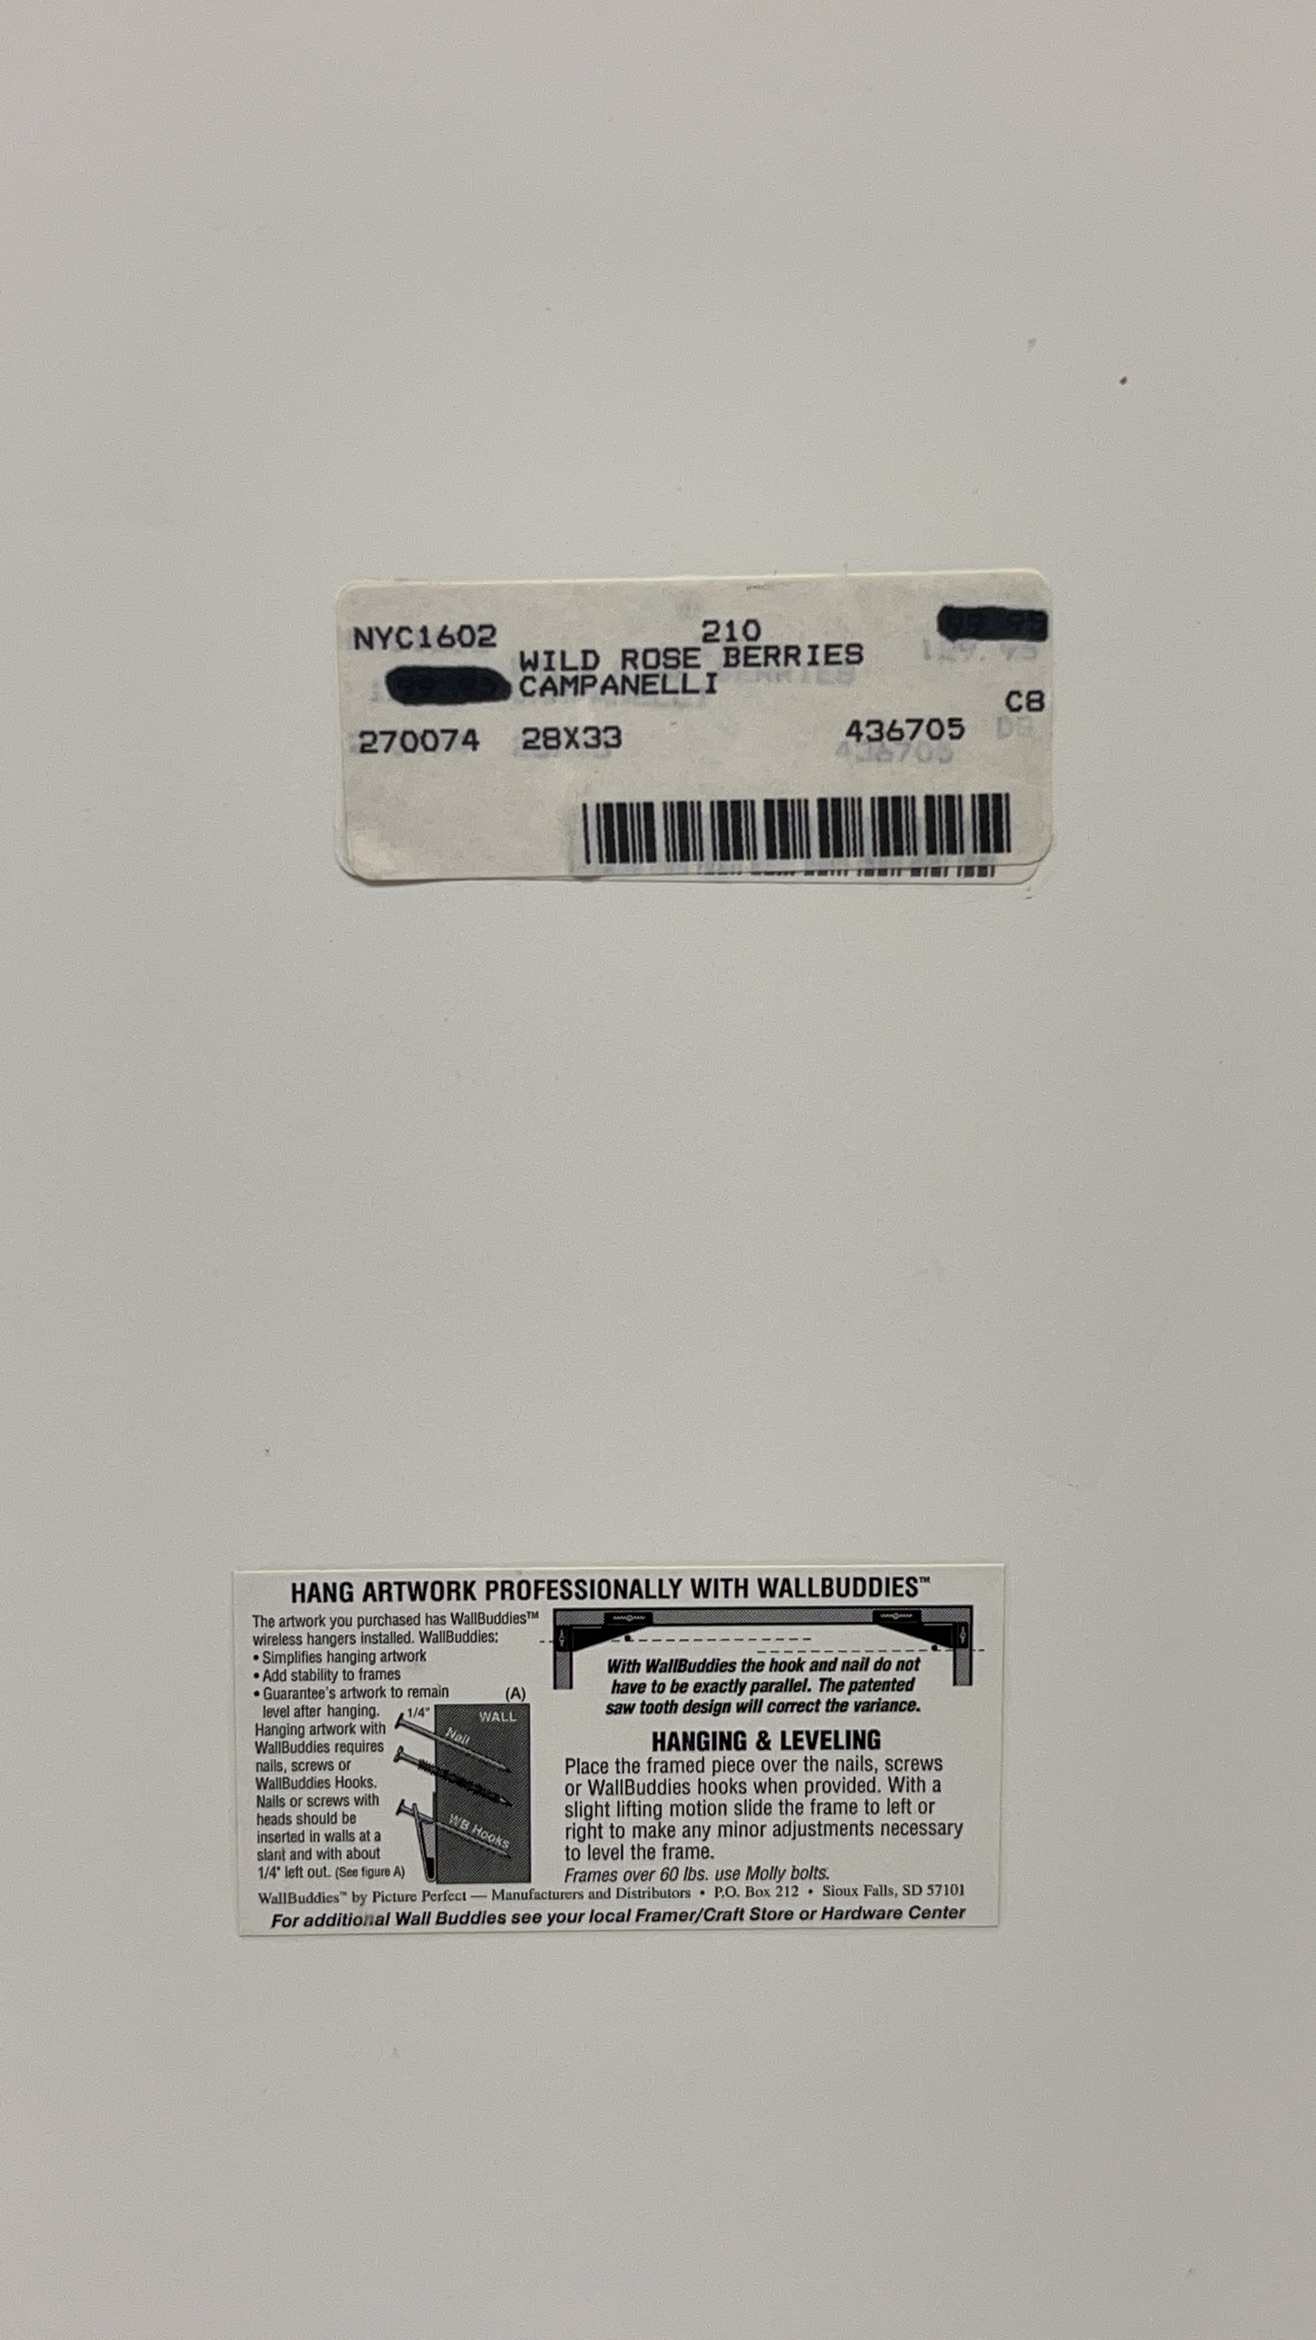 NYC1602 210
WILD ROSE BERRIES
CAMPANELLI
C8
270074 28X33 436705
HANG ARTWORK PROFESSIONALLY WITH WALLBUDDIES™
The artwork you purchased has WallBuddies™
wireless hangers installed. WallBuddies:
• Simplifies hanging artwork
• Add stability to frames
• Guarantee's artwork to remain
level after hanging.
Hanging artwork with
WallBuddies requires
nails, screws or
WallBuddies Hooks.
Nails or screws with
heads should be
inserted in walls at a
slant and with about
1/4" left out. (See figure A)
(A)
1/4"
WALL
Nail
WB Hooks
With WallBuddies the hook and nail do not
have to be exactly parallel. The patented
saw tooth design will correct the variance.
HANGING & LEVELING
Place the framed piece over the nails, screws
or WallBuddies hooks when provided. With a
slight lifting motion slide the frame to left or
right to make any minor adjustments necessary
to level the frame.
Frames over 60 lbs. use Molly bolts.
WallBuddies™ by Picture Perfect — Manufacturers and Distributors • P.O. Box 212 • Sioux Falls, SD 57101
For additional Wall Buddies see your local Framer/Craft Store or Hardware Center